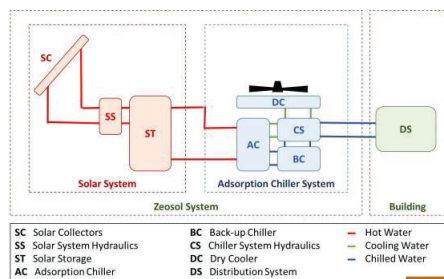 SC
DC
SS
ST
AC
CS
BC
DS
Solar System
Adsorption Chiller System
Zeosol System
Building
SC Solar Collectors
SS Solar System Hydraulics
ST Solar Storage
AC Adsorption Chiller
BC Back-up Chiller
CS Chiller System Hydraulics
DC Dry Cooler
DS Distribution System
Hot Water
Cooling Water
Chilled Water